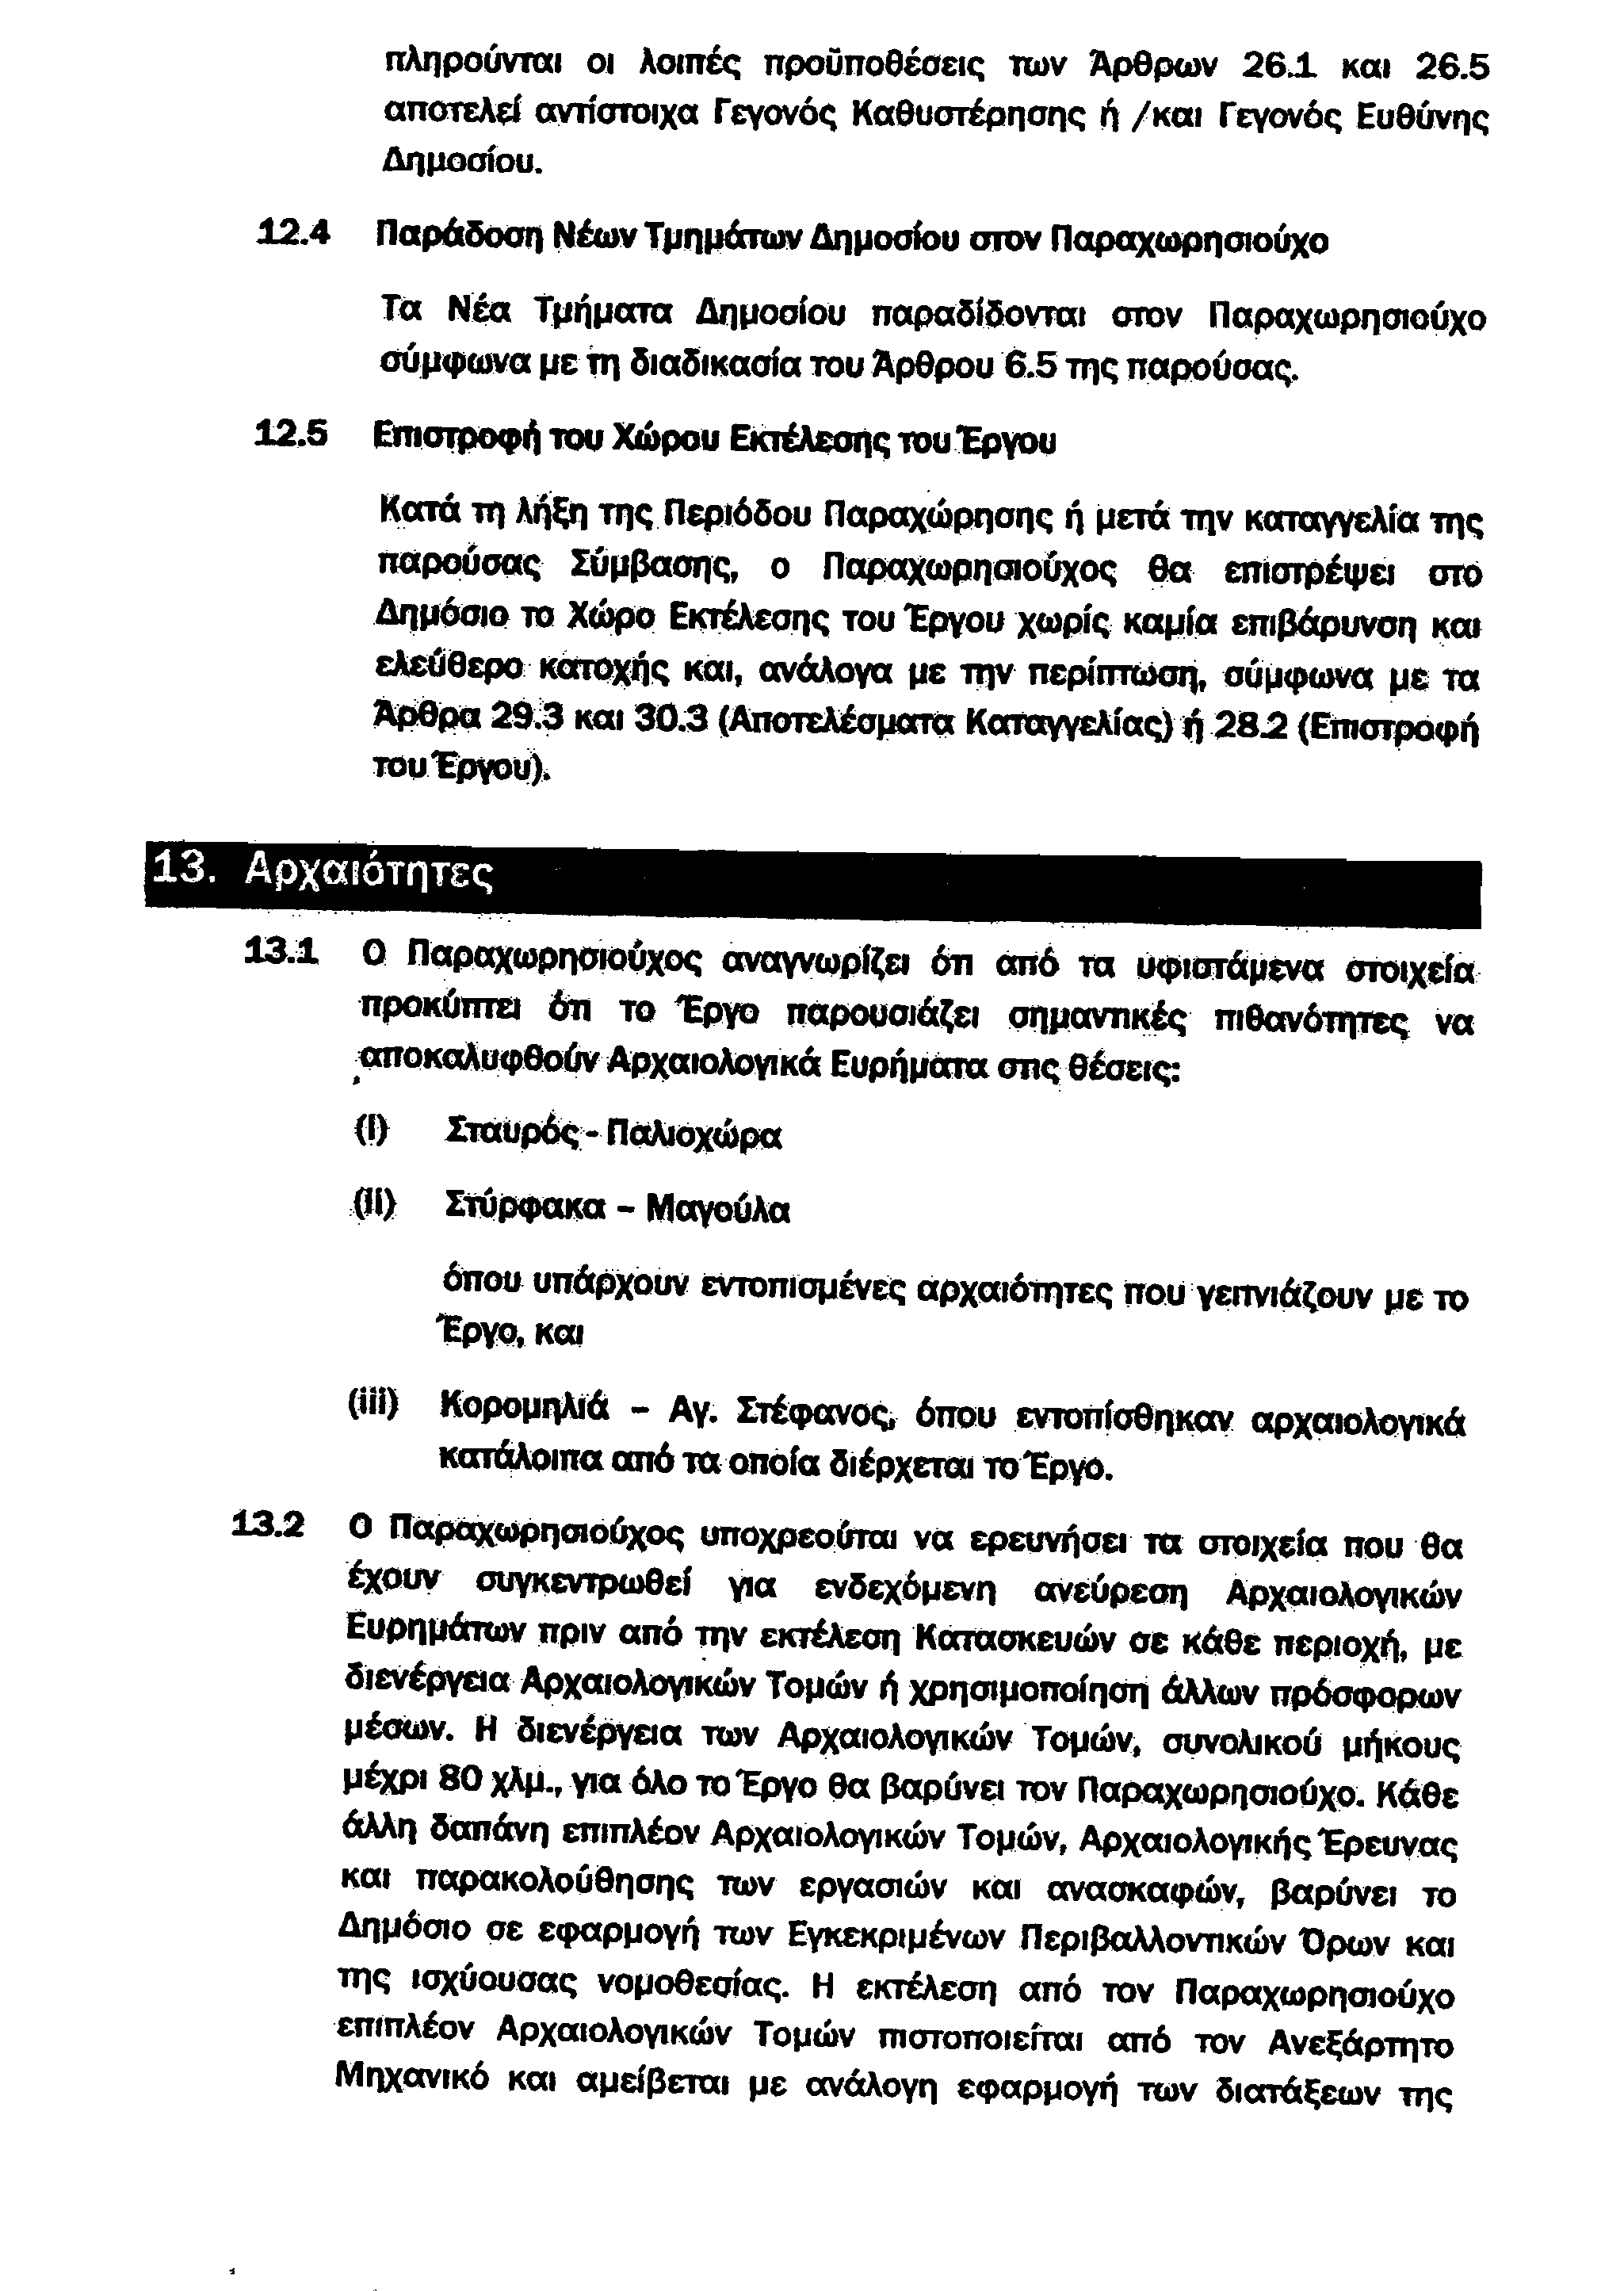 πληρούνται οι λοιπές προϋποθέσεις των Άρθρων 26.1 και 26.5
αποτελεί αντίστοιχα Γεγονός Καθυστέρησης ή /και Γεγονός Ευθύνης
Δημοσίου.
12.4 Παράδοση Νέων Τμημάτων Δημοσίου στον Παραχωρησιούχο
Τα Νέα Τμήματα Δημοσίου παραδίδονται στον Παραχωρησιούχο
σύμφωνα με τη διαδικασία του Άρθρου 6.5 της παρούσας.
12.5 Επιστροφή του Χώρου Εκτέλεσης του Έργου
Κατά τη λήξη της Περιόδου Παραχώρησης ή μετά την καταγγελία της
παρούσας Σύμβασης, ο Παραχωρησιούχος θα επιστρέψει στο
Δημόσιο το Χώρο Εκτέλεσης του Έργου χωρίς καμία επιβάρυνση και
ελεύθερο κατοχής και, ανάλογα με την περίπτωση, σύμφωνα με τα
Άρθρα 29.3 και 30.3 (Αποτελέσματα Καταγγελίας) ή 28.2 (Επιστροφή
του Έργου).
13. Αρχαιότητες
13.1 Ο Παραχωρησιούχος αναγνωρίζει ότι από τα υφιστάμενα στοιχεία
προκύπτει ότι το Έργο παρουσιάζει σημαντικές πιθανότητες να
αποκαλυφθούν Αρχαιολογικά Ευρήματα στις θέσεις:
(i) Σταυρός - Παλιοχώρα
(ii) Στύρφακα – Μαγούλα
όπου υπάρχουν εντοπισμένες αρχαιότητες που γειτνιάζουν με το
Έργο, και
(iii) Κορομηλιά – Αγ. Στέφανος, όπου εντοπίσθηκαν αρχαιολογικά
κατάλοιπα από τα οποία διέρχεται το Έργο.
13.2 Ο Παραχωρησιούχος υποχρεούται να ερευνήσει τα στοιχεία που θα
έχουν συγκεντρωθεί για ενδεχόμενη ανεύρεση Αρχαιολογικών
Ευρημάτων πριν από την εκτέλεση Κατασκευών σε κάθε περιοχή, με
διενέργεια Αρχαιολογικών Τομών ή χρησιμοποίηση άλλων πρόσφορων
μέσων. Η διενέργεια των Αρχαιολογικών Τομών, συνολικού μήκους
μέχρι 80 χλμ., για όλο το Έργο θα βαρύνει τον Παραχωρησιούχο. Κάθε
άλλη δαπάνη επιπλέον Αρχαιολογικών Τομών, Αρχαιολογικής Έρευνας
και παρακολούθησης των εργασιών και ανασκαφών, βαρύνει το
Δημόσιο σε εφαρμογή των Εγκεκριμένων Περιβαλλοντικών Όρων και
της ισχύουσας νομοθεσίας. Η εκτέλεση από τον Παραχωρησιούχο
επιπλέον Αρχαιολογικών Τομών πιστοποιείται από τον Ανεξάρτητο
Μηχανικό και αμείβεται με ανάλογη εφαρμογή των διατάξεων της